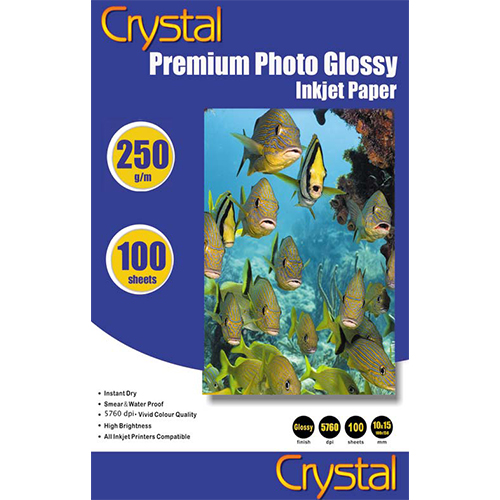 Crystal
Premium Photo Glossy
Inkjet Paper
250
g/m
100
sheets
• Instant Dry
• Smear & Water Proof
• 5760 dpi- Vivid Colour Quality
• High Brightness
• All Inkjet Printers Compatible
Glossy
finish
5760
dpi
100
sheets
10x15
mm
Crystal